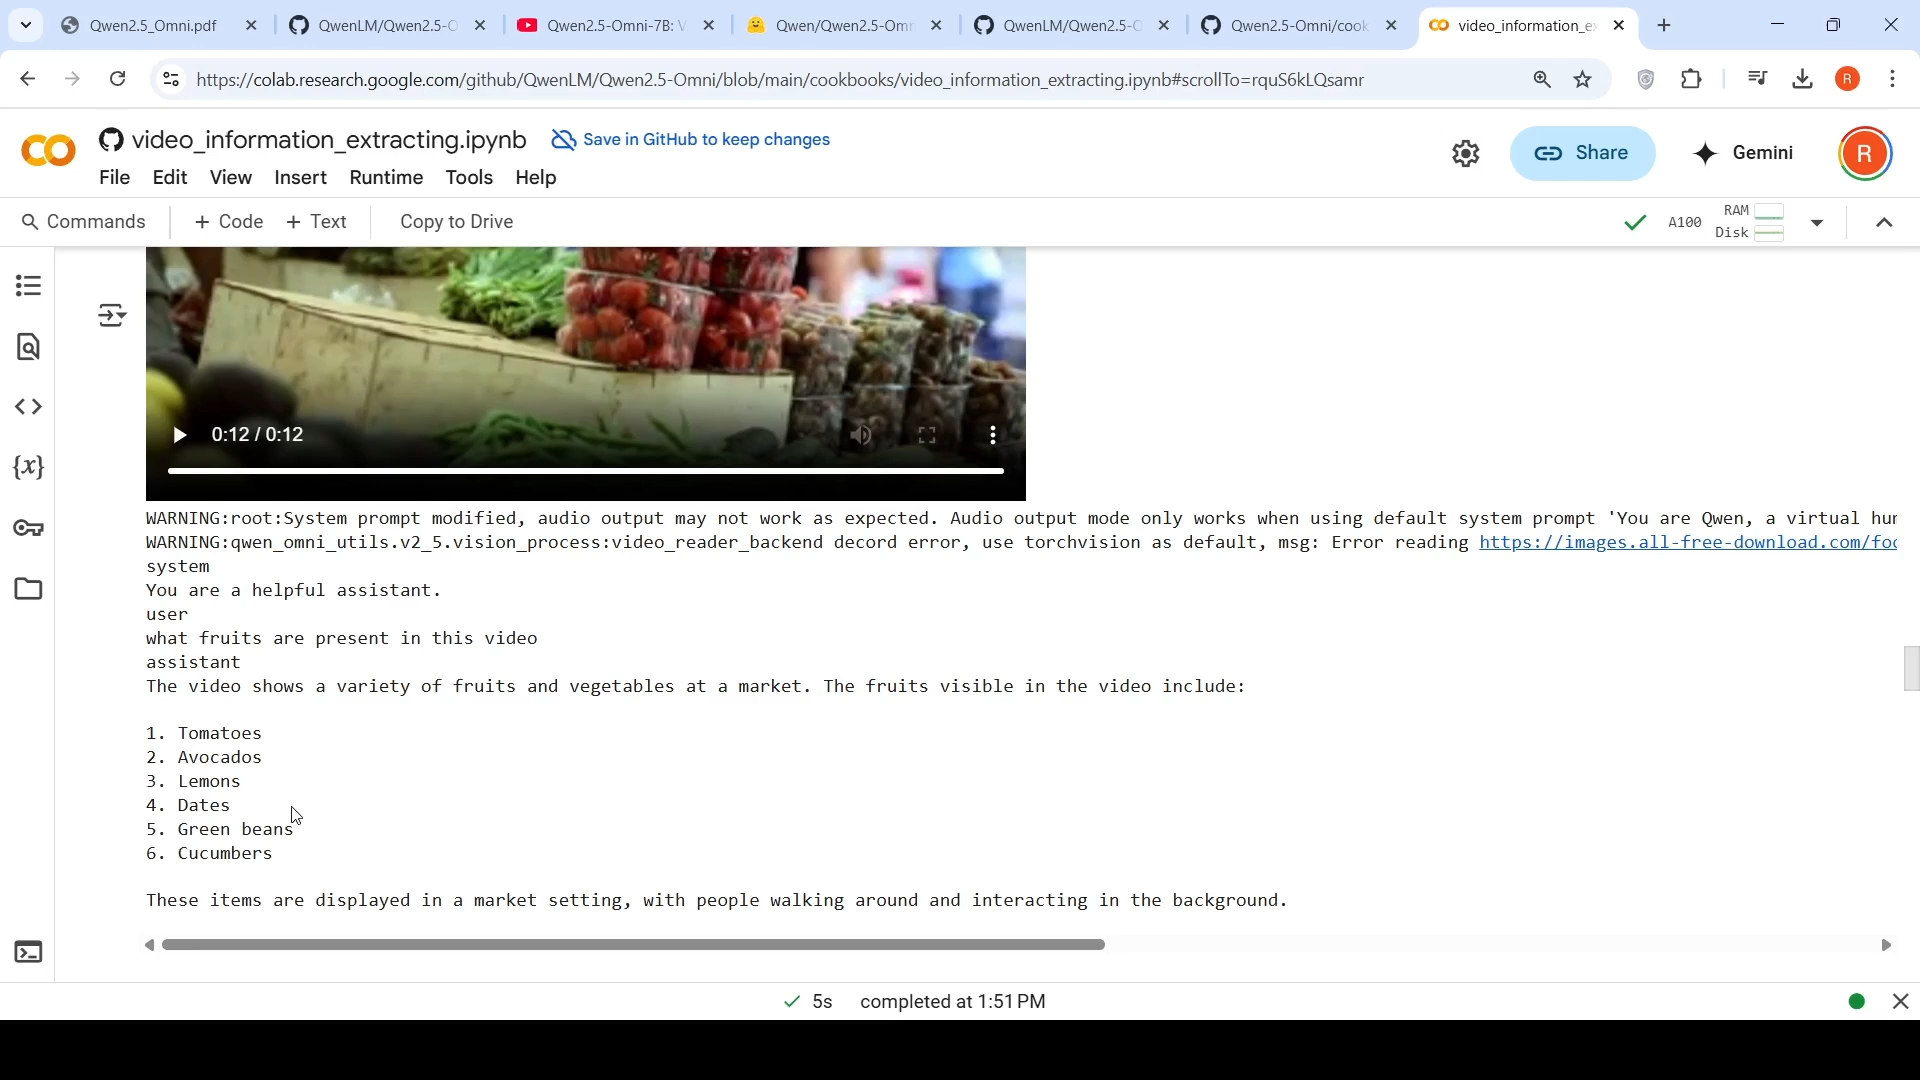 Qwen2.5_Omni.pdf
QwenLM/Qwen2.5-O
Qwen2.5-Omni-7B: V
Qwen/Qwen2.5-Omn
QwenLM/Qwen2.5-O
Qwen2.5-Omni/cook
video_information_e
https://colab.research.google.com/github/QwenLM/Qwen2.5-Omni/blob/main/cookbooks/video_information_extracting.ipynb#scrollTo=rquS6kLQsamr
R
video_information_extracting.ipynb
Save in GitHub to keep changes
Share
Gemini
R
File Edit View Insert Runtime Tools Help
Commands
+ Code + Text
Copy to Drive
A100
RAM
Disk
{x}
0:12 / 0:12
WARNING:root:System prompt modified, audio output may not work as expected. Audio output mode only works when using default system prompt 'You are Qwen, a virtual hur
WARNING:qwen_omni_utils.v2_5.vision_process:video_reader_backend decord error, use torchvision as default, msg: Error reading https://images.all-free-download.com/foo
system
You are a helpful assistant.
user
what fruits are present in this video
assistant
The video shows a variety of fruits and vegetables at a market. The fruits visible in the video include:
1. Tomatoes
2. Avocados
3. Lemons
4. Dates
5. Green beans
6. Cucumbers
These items are displayed in a market setting, with people walking around and interacting in the background.
5s completed at 1:51 PM